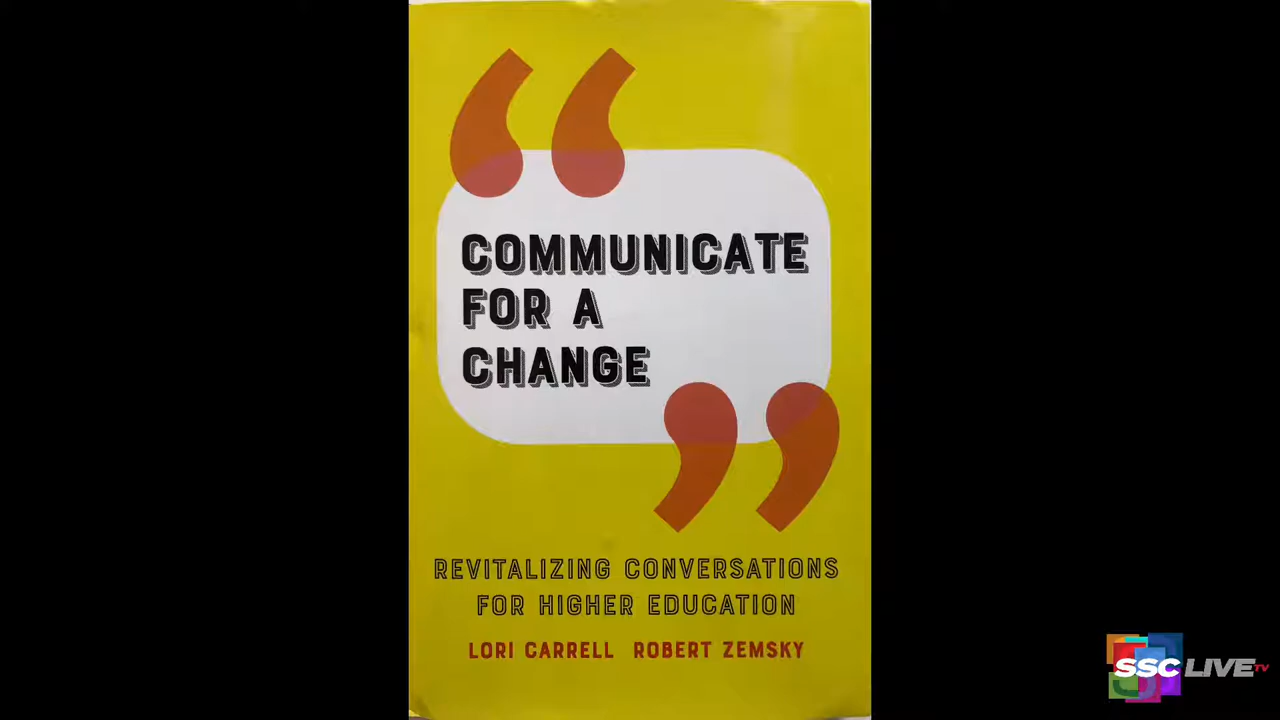 COMMUNICATE
FOR A
CHANGE
REVITALIZING CONVERSATIONS
FOR HIGHER EDUCATION
LORI CARRELL ROBERT ZEMSKY
SSC LIVE TV